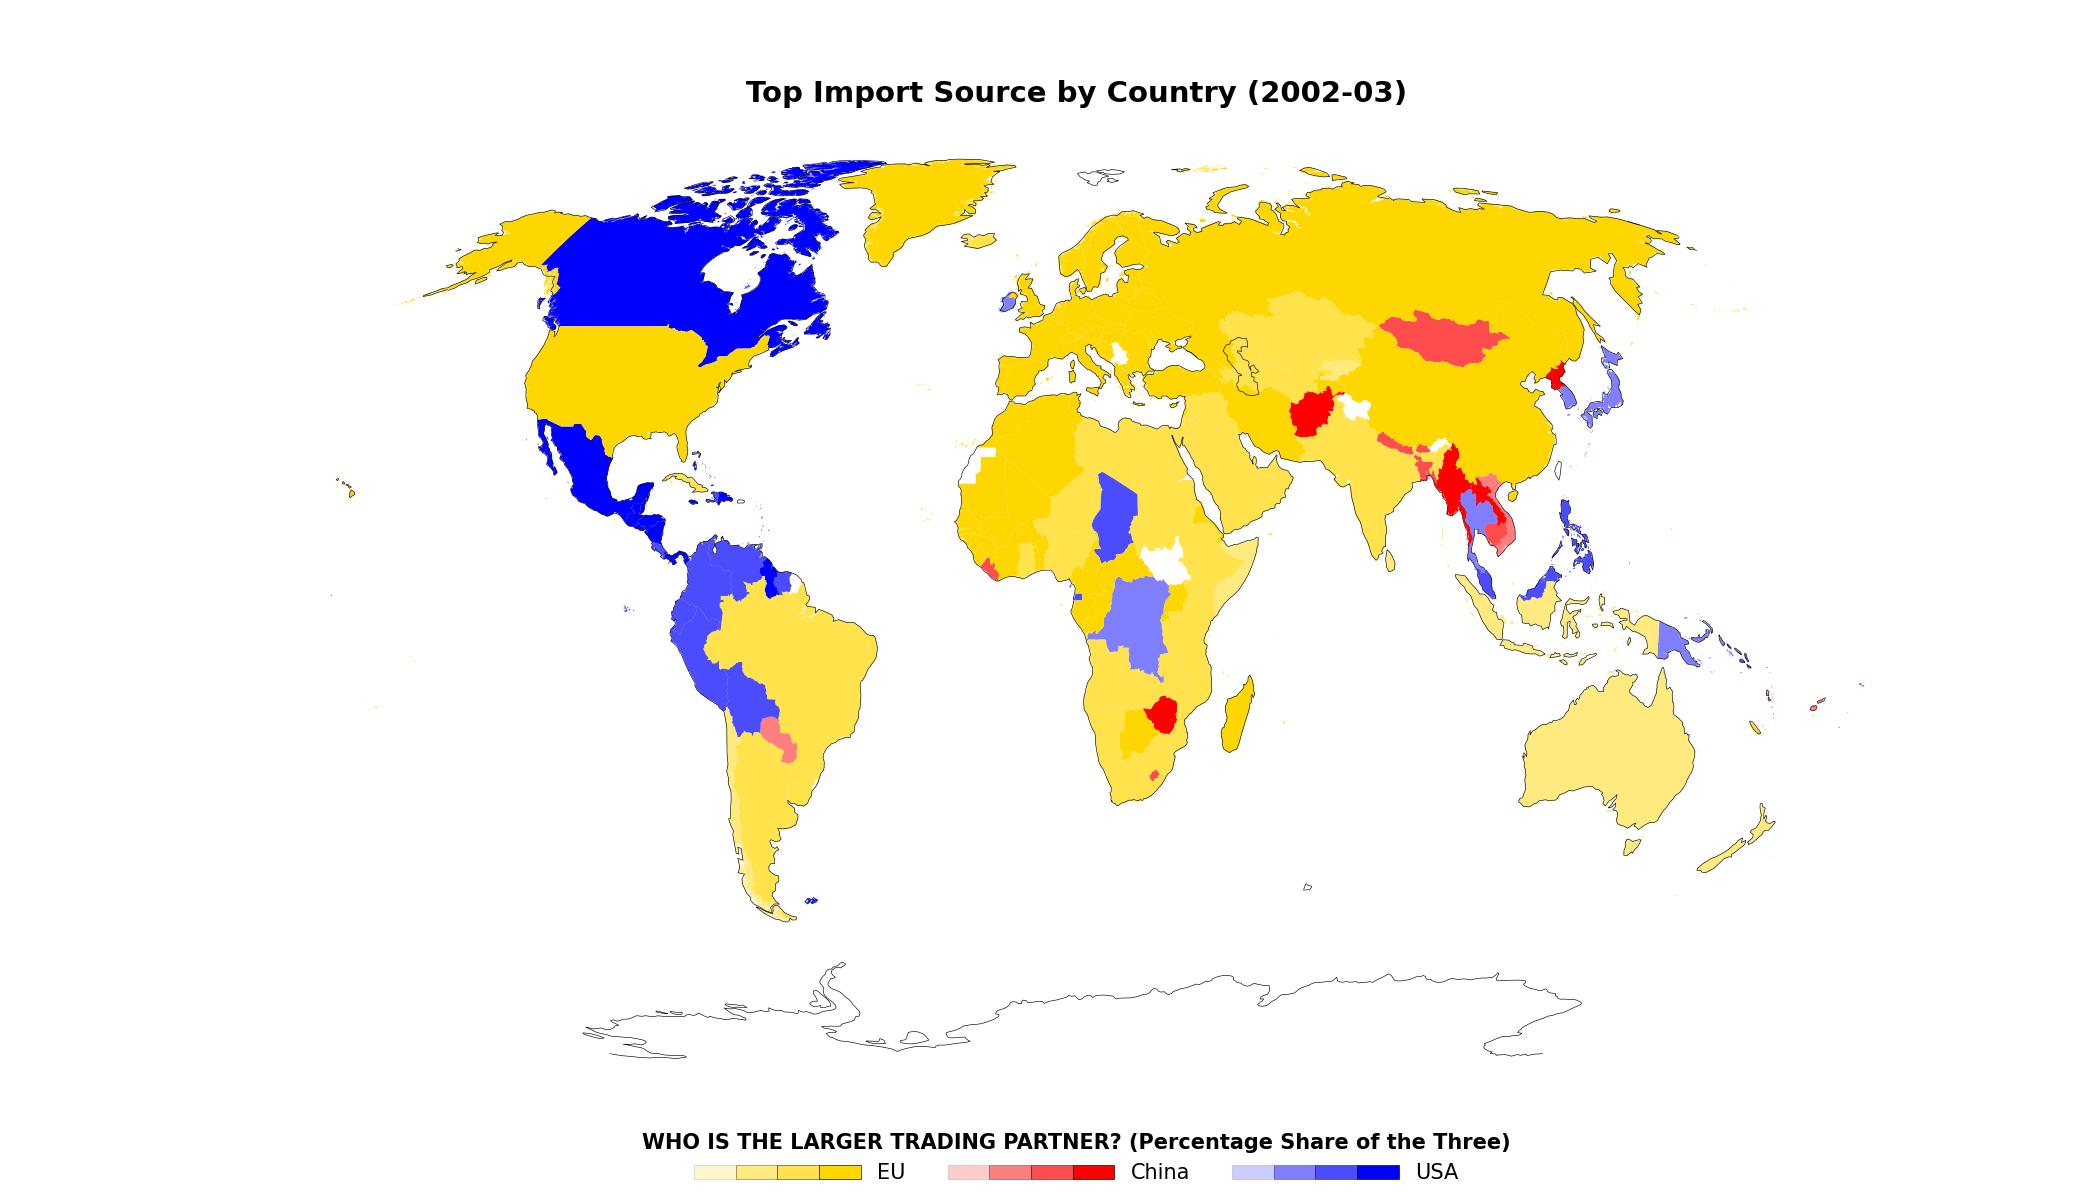 Top Import Source by Country (2002-03)
WHO IS THE LARGER TRADING PARTNER? (Percentage Share of the Three)
EU China USA